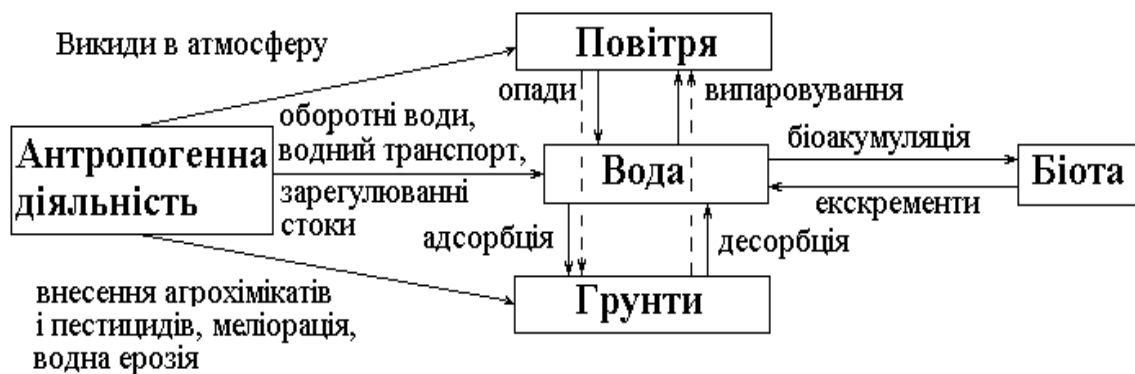 Повітря
Викиди в атмосферу
опади
випаровування
оборотні води,
водний транспорт,
зарегулюванні
стоки
Антропогенна
діяльність
Вода
біоакумуляція
Біота
екскременти
адсорбція
десорбція
Грунти
внесення агрохімікатів
і пестицидів, меліорація,
водна ерозія